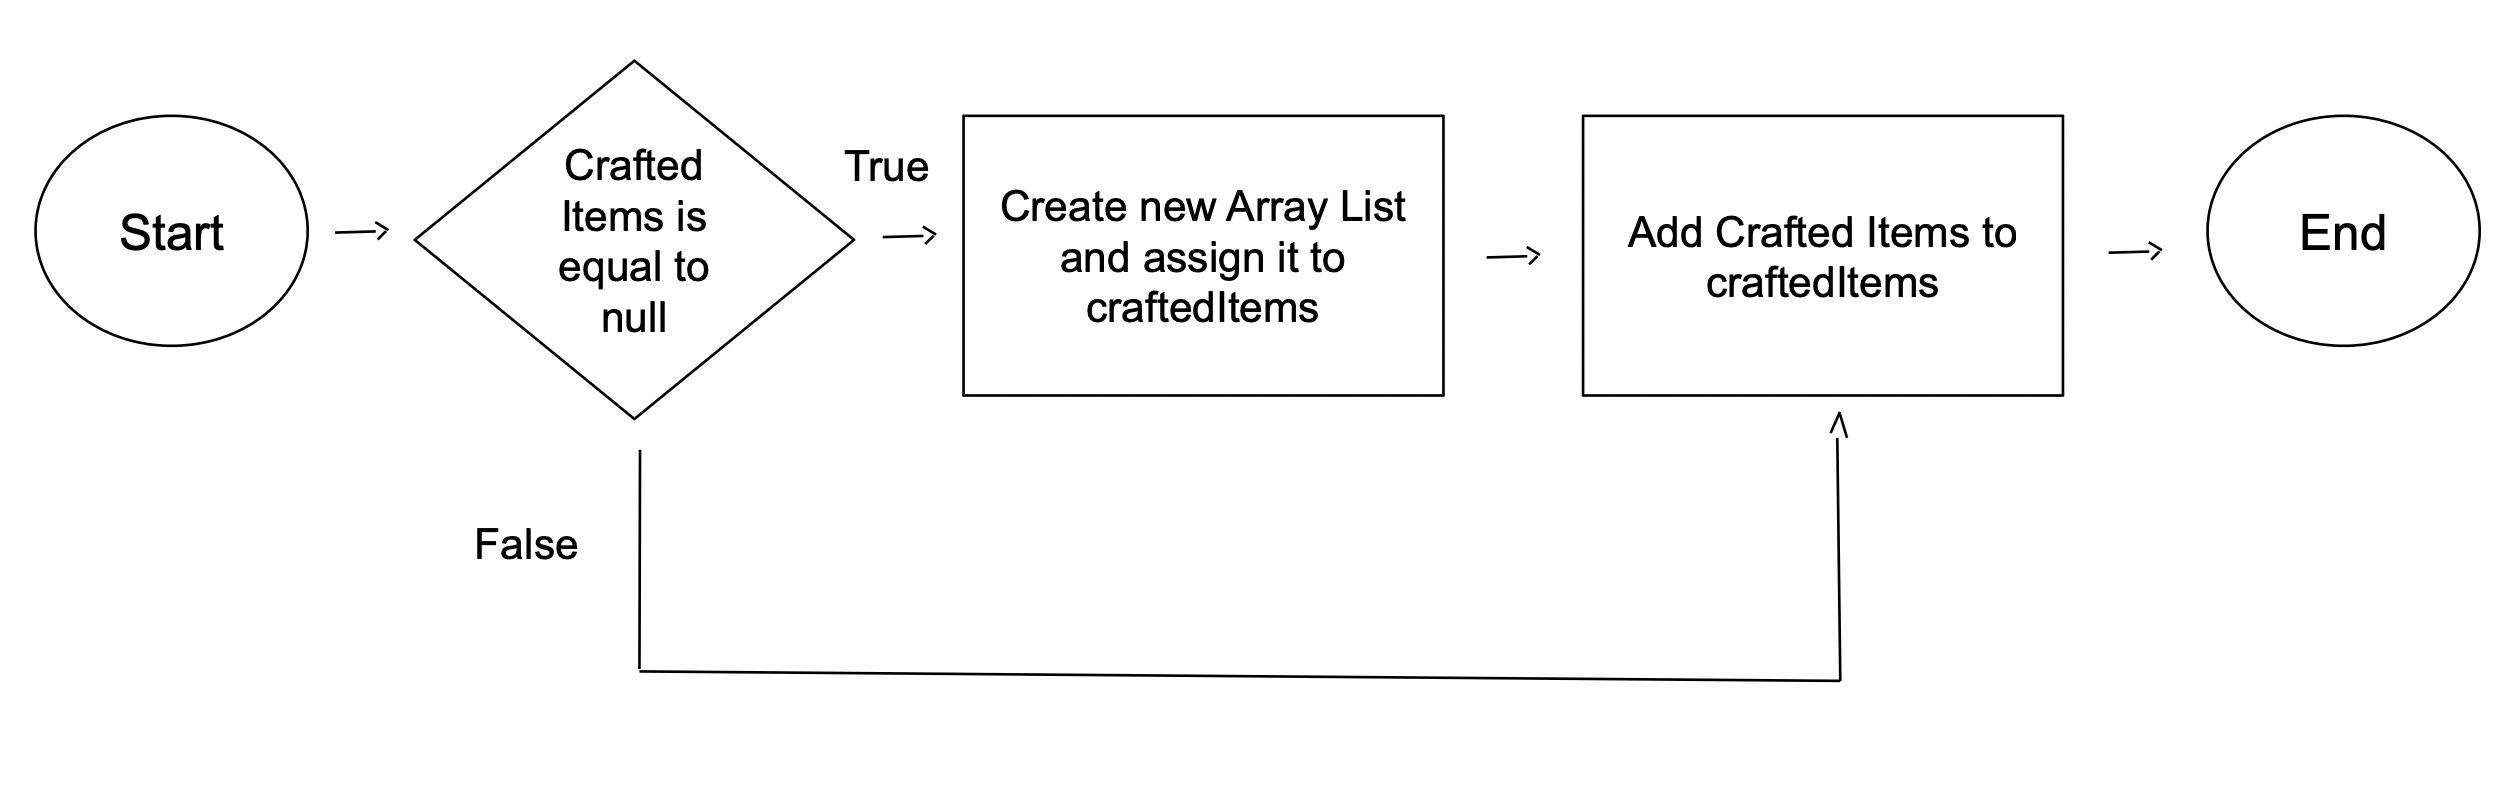 Start
Crafted
Items is
equal to
null
True
Create new Array List
and assign it to
craftedItems
Add Crafted Items to
craftedItems
End
False